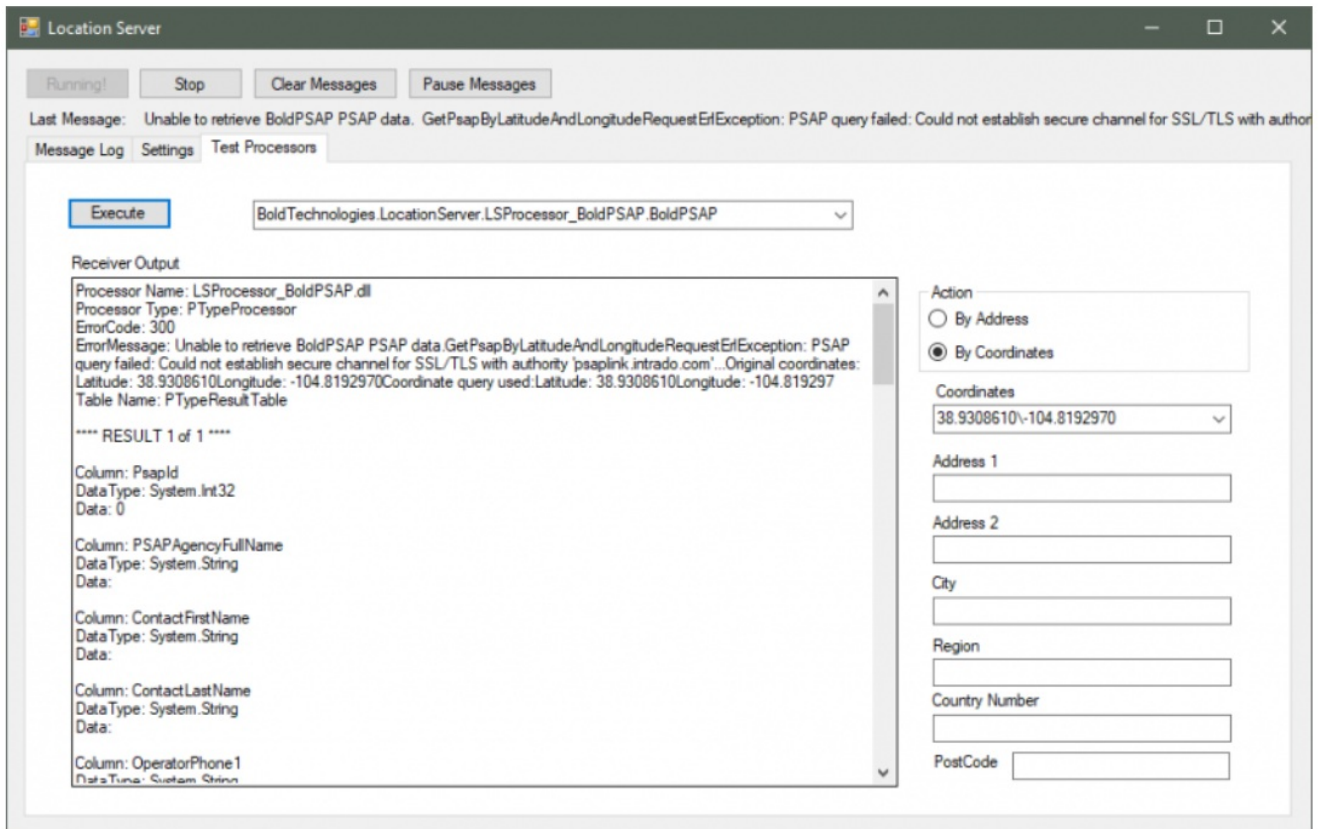 Location Server
Running! Stop Clear Messages Pause Messages
Last Message: Unable to retrieve BoldPSAP PSAP data. GetPsapByLatitudeAndLongitudeRequestErlException: PSAP query failed: Could not establish secure channel for SSL/TLS with author
Message Log Settings Test Processors
Execute BoldTechnologies.LocationServer.LSProcessor_BoldPSAP.BoldPSAP
Receiver Output
Processor Name: LSProcessor_BoldPSAP.dll
Processor Type: PTypeProcessor
ErrorCode: 300
ErrorMessage: Unable to retrieve BoldPSAP PSAP data.GetPsapByLatitudeAndLongitudeRequestErlException: PSAP
query failed: Could not establish secure channel for SSL/TLS with authority 'psaplink.intrado.com'...Original coordinates:
Latitude: 38.9308610Longitude: -104.8192970Coordinate query used:Latitude: 38.9308610Longitude: -104.819297
Table Name: PTypeResultTable
**** RESULT 1 of 1 ****
Column: PsapId
DataType: System.Int32
Data: 0
Column: PSAPAgencyFullName
DataType: System.String
Data:
Column: ContactFirstName
DataType: System.String
Data:
Column: ContactLastName
DataType: System.String
Data:
Column: OperatorPhone1
DataType: System.String
Action
By Address
By Coordinates
Coordinates
38.9308610\-104.8192970
Address 1
Address 2
City
Region
Country Number
PostCode